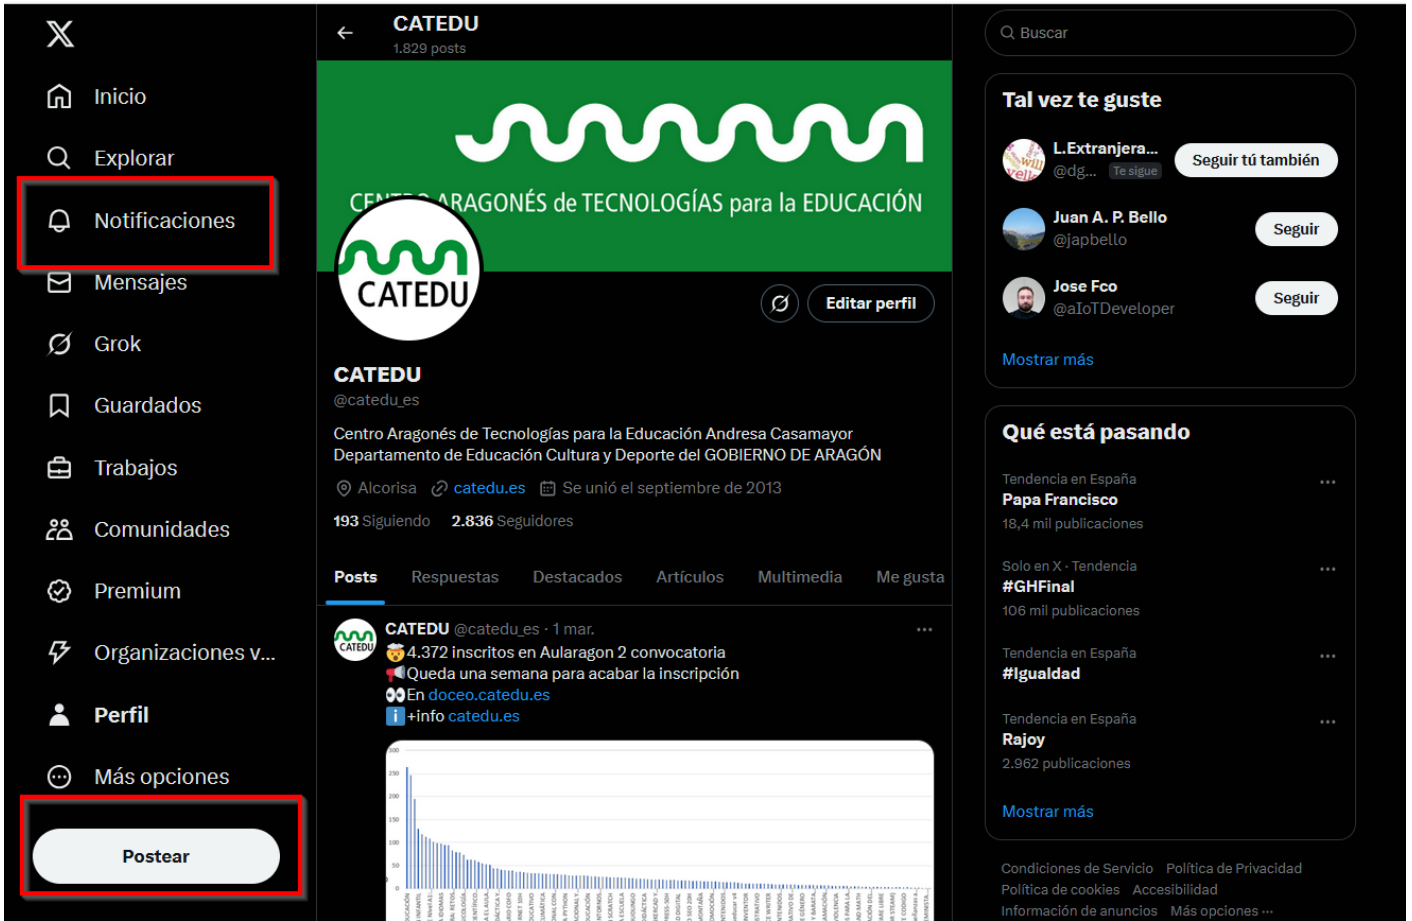 Inicio
Explorar
Notificaciones
Mensajes
Grok
Guardados
Trabajos
Comunidades
Premium
Organizaciones v...
Perfil
Más opciones
Postear
CATEDU
1.829 posts
CENTRO ARAGONÉS de TECNOLOGÍAS para la EDUCACIÓN
CATEDU
Editar perfil
CATEDU
@catedu_es
Centro Aragonés de Tecnologías para la Educación Andresa Casamayor
Departamento de Educación Cultura y Deporte del GOBIERNO DE ARAGÓN
Alcorisa catedu.es Se unió el septiembre de 2013
193 Siguiendo 2.836 Seguidores
Posts Respuestas Destacados Artículos Multimedia Me gusta
CATEDU
CATEDU @catedu_es · 1 mar.
4.372 inscritos en Aularagon 2 convocatoria
Queda una semana para acabar la inscripción
En doceo.catedu.es
+info catedu.es
300
250
200
150
100
50
0
Buscar
Tal vez te guste
L.Extranjera...
@dg... Te sigue
Seguir tú también
Juan A. P. Bello
@japbello
Seguir
Jose Fco
@aIoTDeveloper
Seguir
Mostrar más
Qué está pasando
Tendencia en España
Papa Francisco
18,4 mil publicaciones
Solo en X · Tendencia
#GHFinal
106 mil publicaciones
Tendencia en España
#Igualdad
Tendencia en España
Rajoy
2.962 publicaciones
Mostrar más
Condiciones de Servicio Política de Privacidad
Política de cookies Accesibilidad
Información de anuncios Más opciones ···